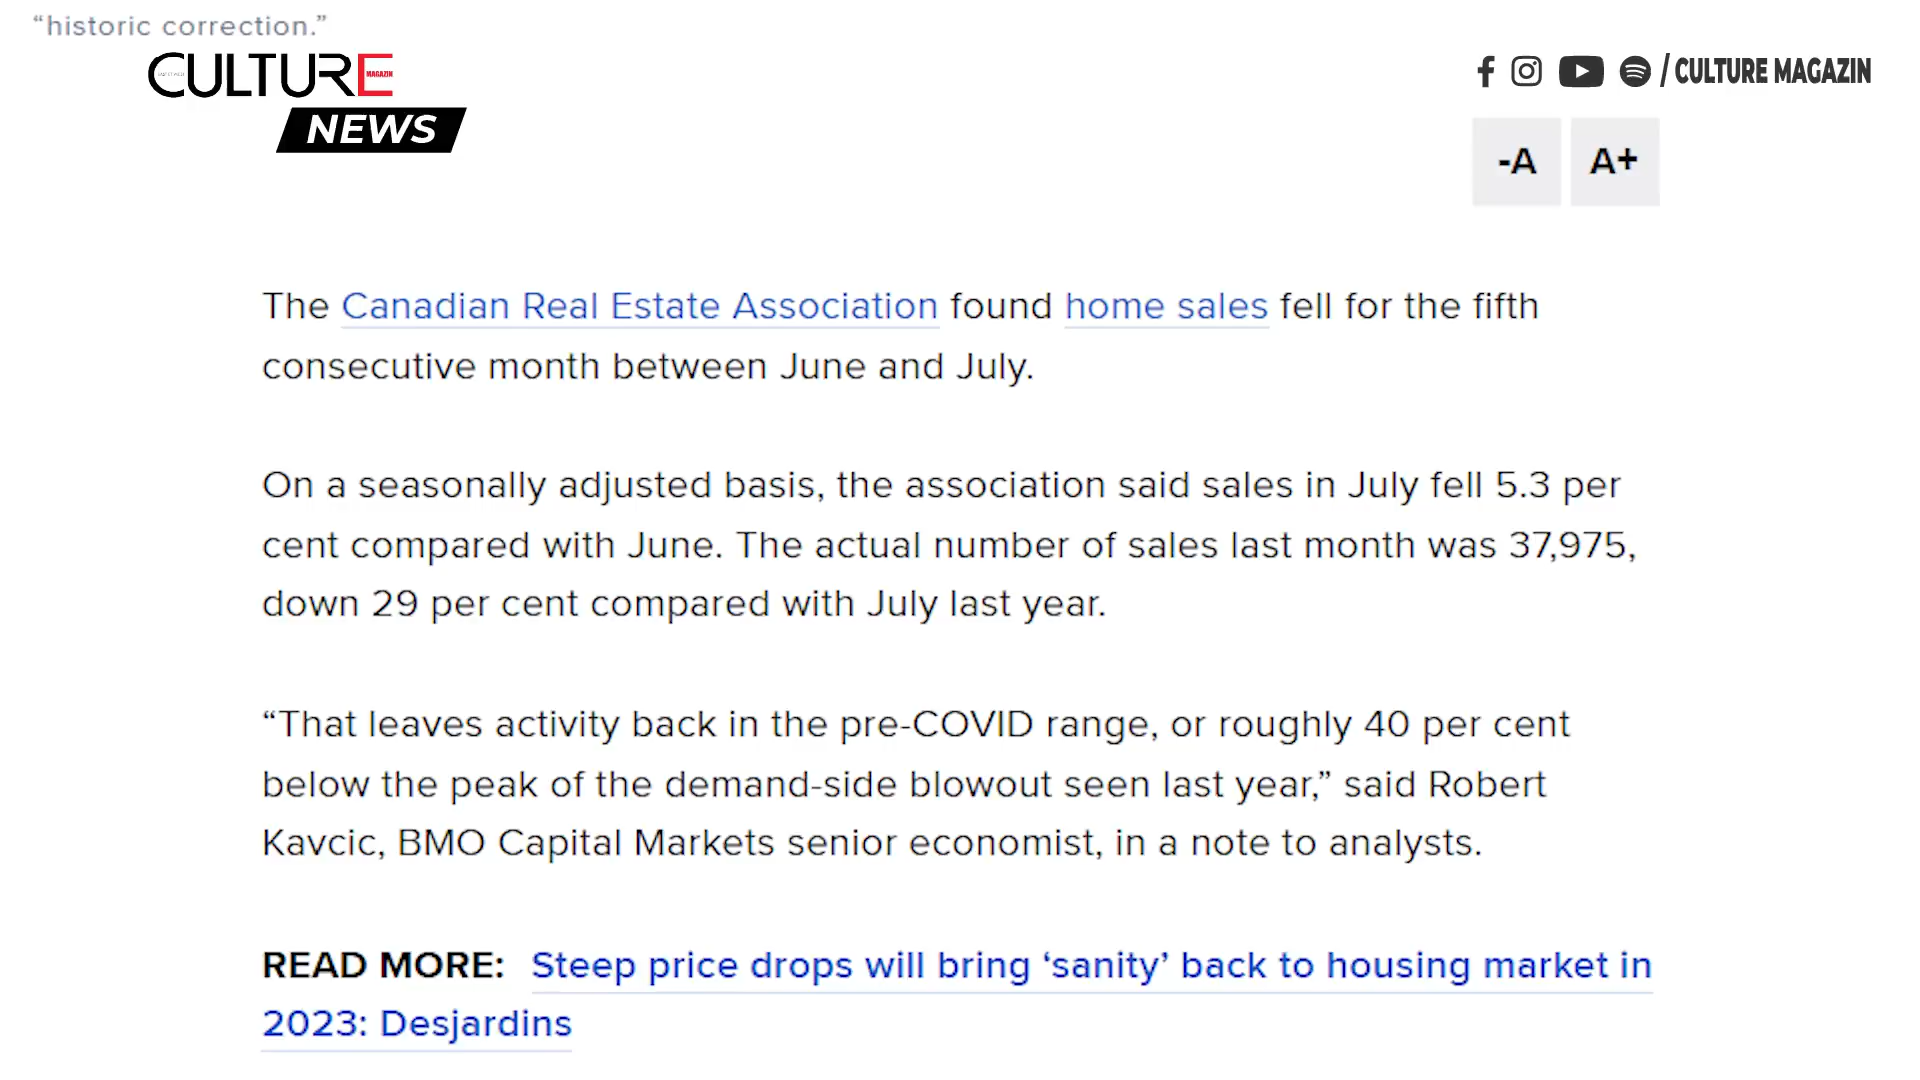 “historic correction.”
CULTURE
MAGAZIN
NEWS
/ CULTURE MAGAZIN
-A A+
The Canadian Real Estate Association found home sales fell for the fifth
consecutive month between June and July.
On a seasonally adjusted basis, the association said sales in July fell 5.3 per
cent compared with June. The actual number of sales last month was 37,975,
down 29 per cent compared with July last year.
“That leaves activity back in the pre-COVID range, or roughly 40 per cent
below the peak of the demand-side blowout seen last year,” said Robert
Kavcic, BMO Capital Markets senior economist, in a note to analysts.
READ MORE: Steep price drops will bring ‘sanity’ back to housing market in
2023: Desjardins